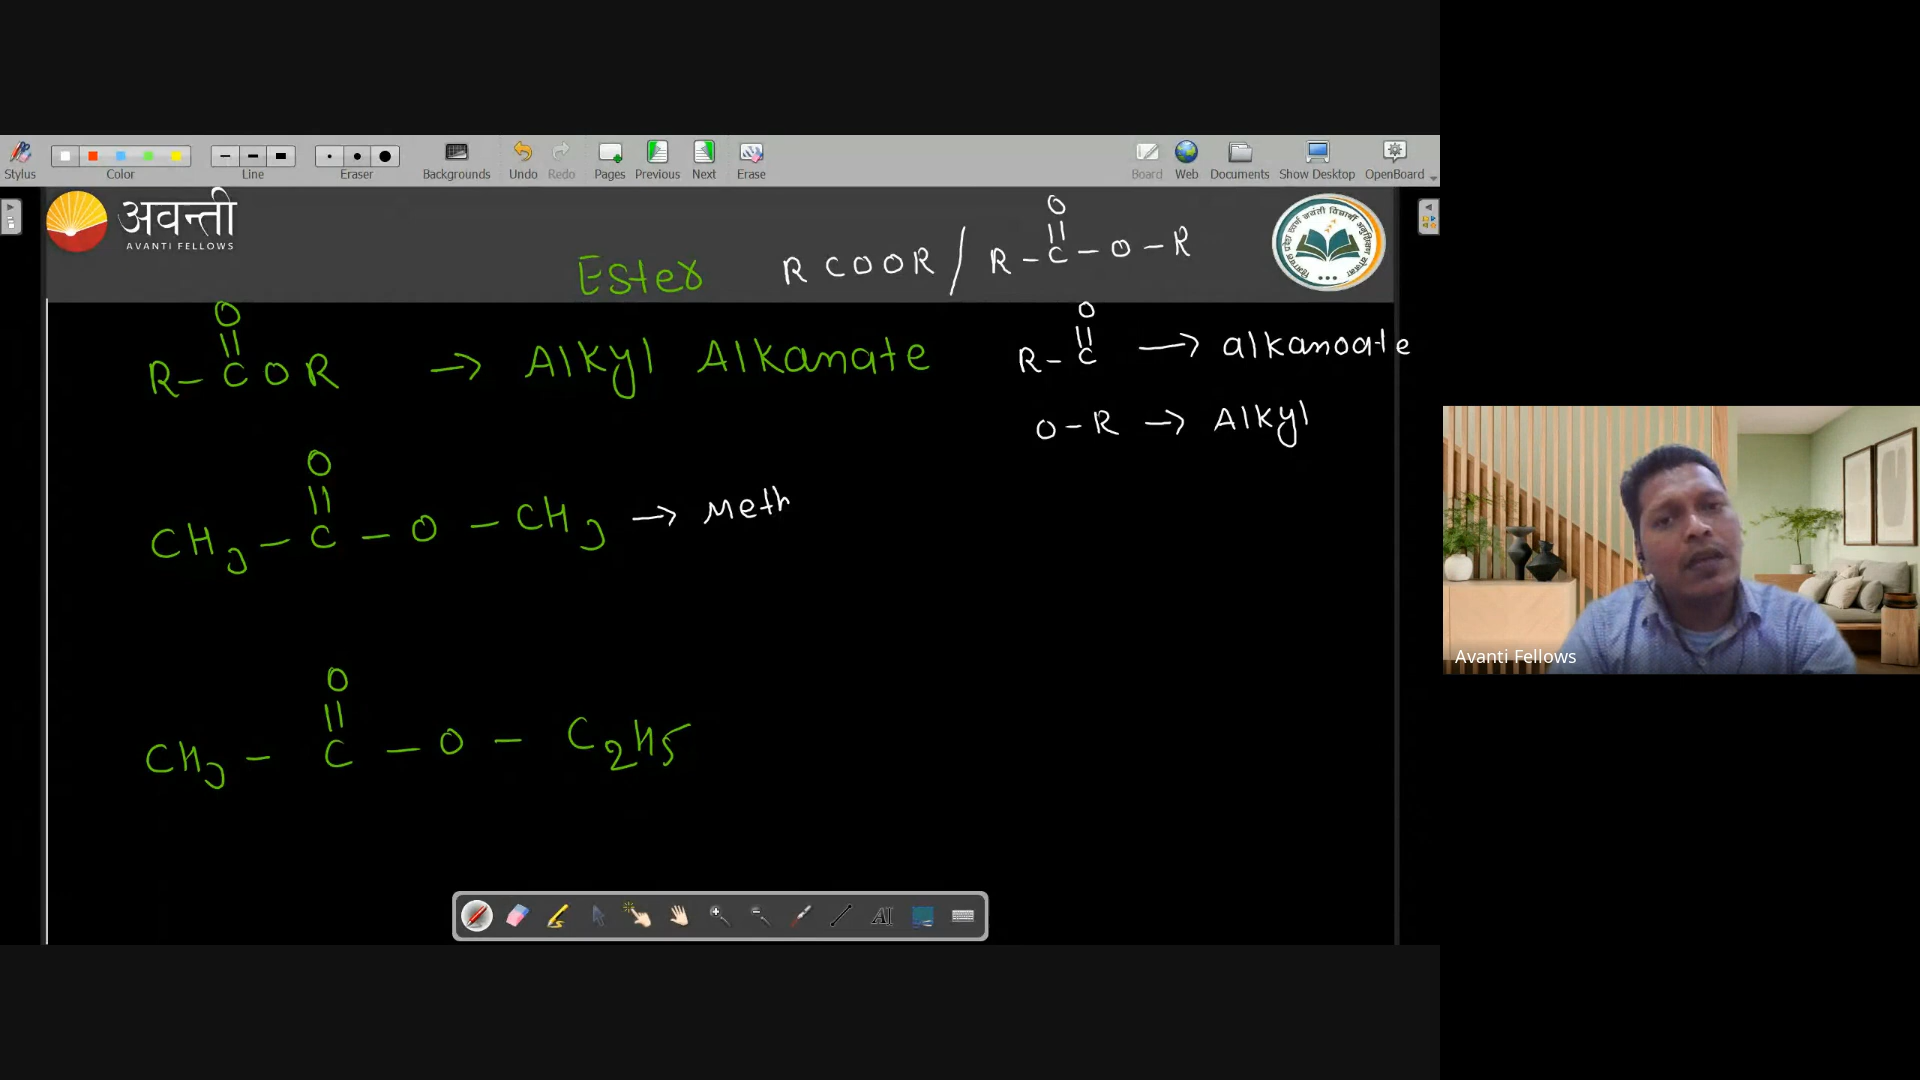 Stylus Color Line Eraser Backgrounds Undo Redo Pages Previous Next Erase Board Web Documents Show Desktop OpenBoard
अवन्ती
AVANTI FELLOWS
Ester RCOOR / R-C-O-R
O
||
O
||
R-COR → Alkyl Alkanate
O
||
R-C → alkanoate
O-R → Alkyl
O
||
CH3-C-O-CH3 → Meth
O
||
CH3-C-O-C2H5
Avanti Fellows